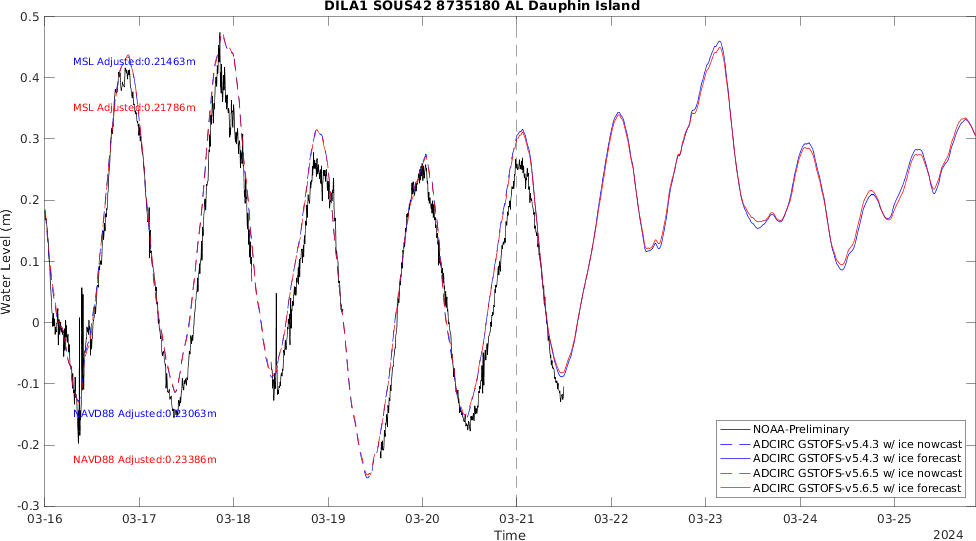 DILA1 SOUS42 8735180 AL Dauphin Island
0.5
0.4
0.3
0.2
0.1
0
-0.1
-0.2
-0.3
Water Level (m)
MSL Adjusted:0.21463m
MSL Adjusted:0.21786m
NAVD88 Adjusted:0.23063m
NAVD88 Adjusted:0.23386m
NOAA-Preliminary
ADCIRC GSTOFS-v5.4.3 w/ ice nowcast
ADCIRC GSTOFS-v5.4.3 w/ ice forecast
ADCIRC GSTOFS-v5.6.5 w/ ice nowcast
ADCIRC GSTOFS-v5.6.5 w/ ice forecast
03-16 03-17 03-18 03-19 03-20 03-21 03-22 03-23 03-24 03-25
Time
2024